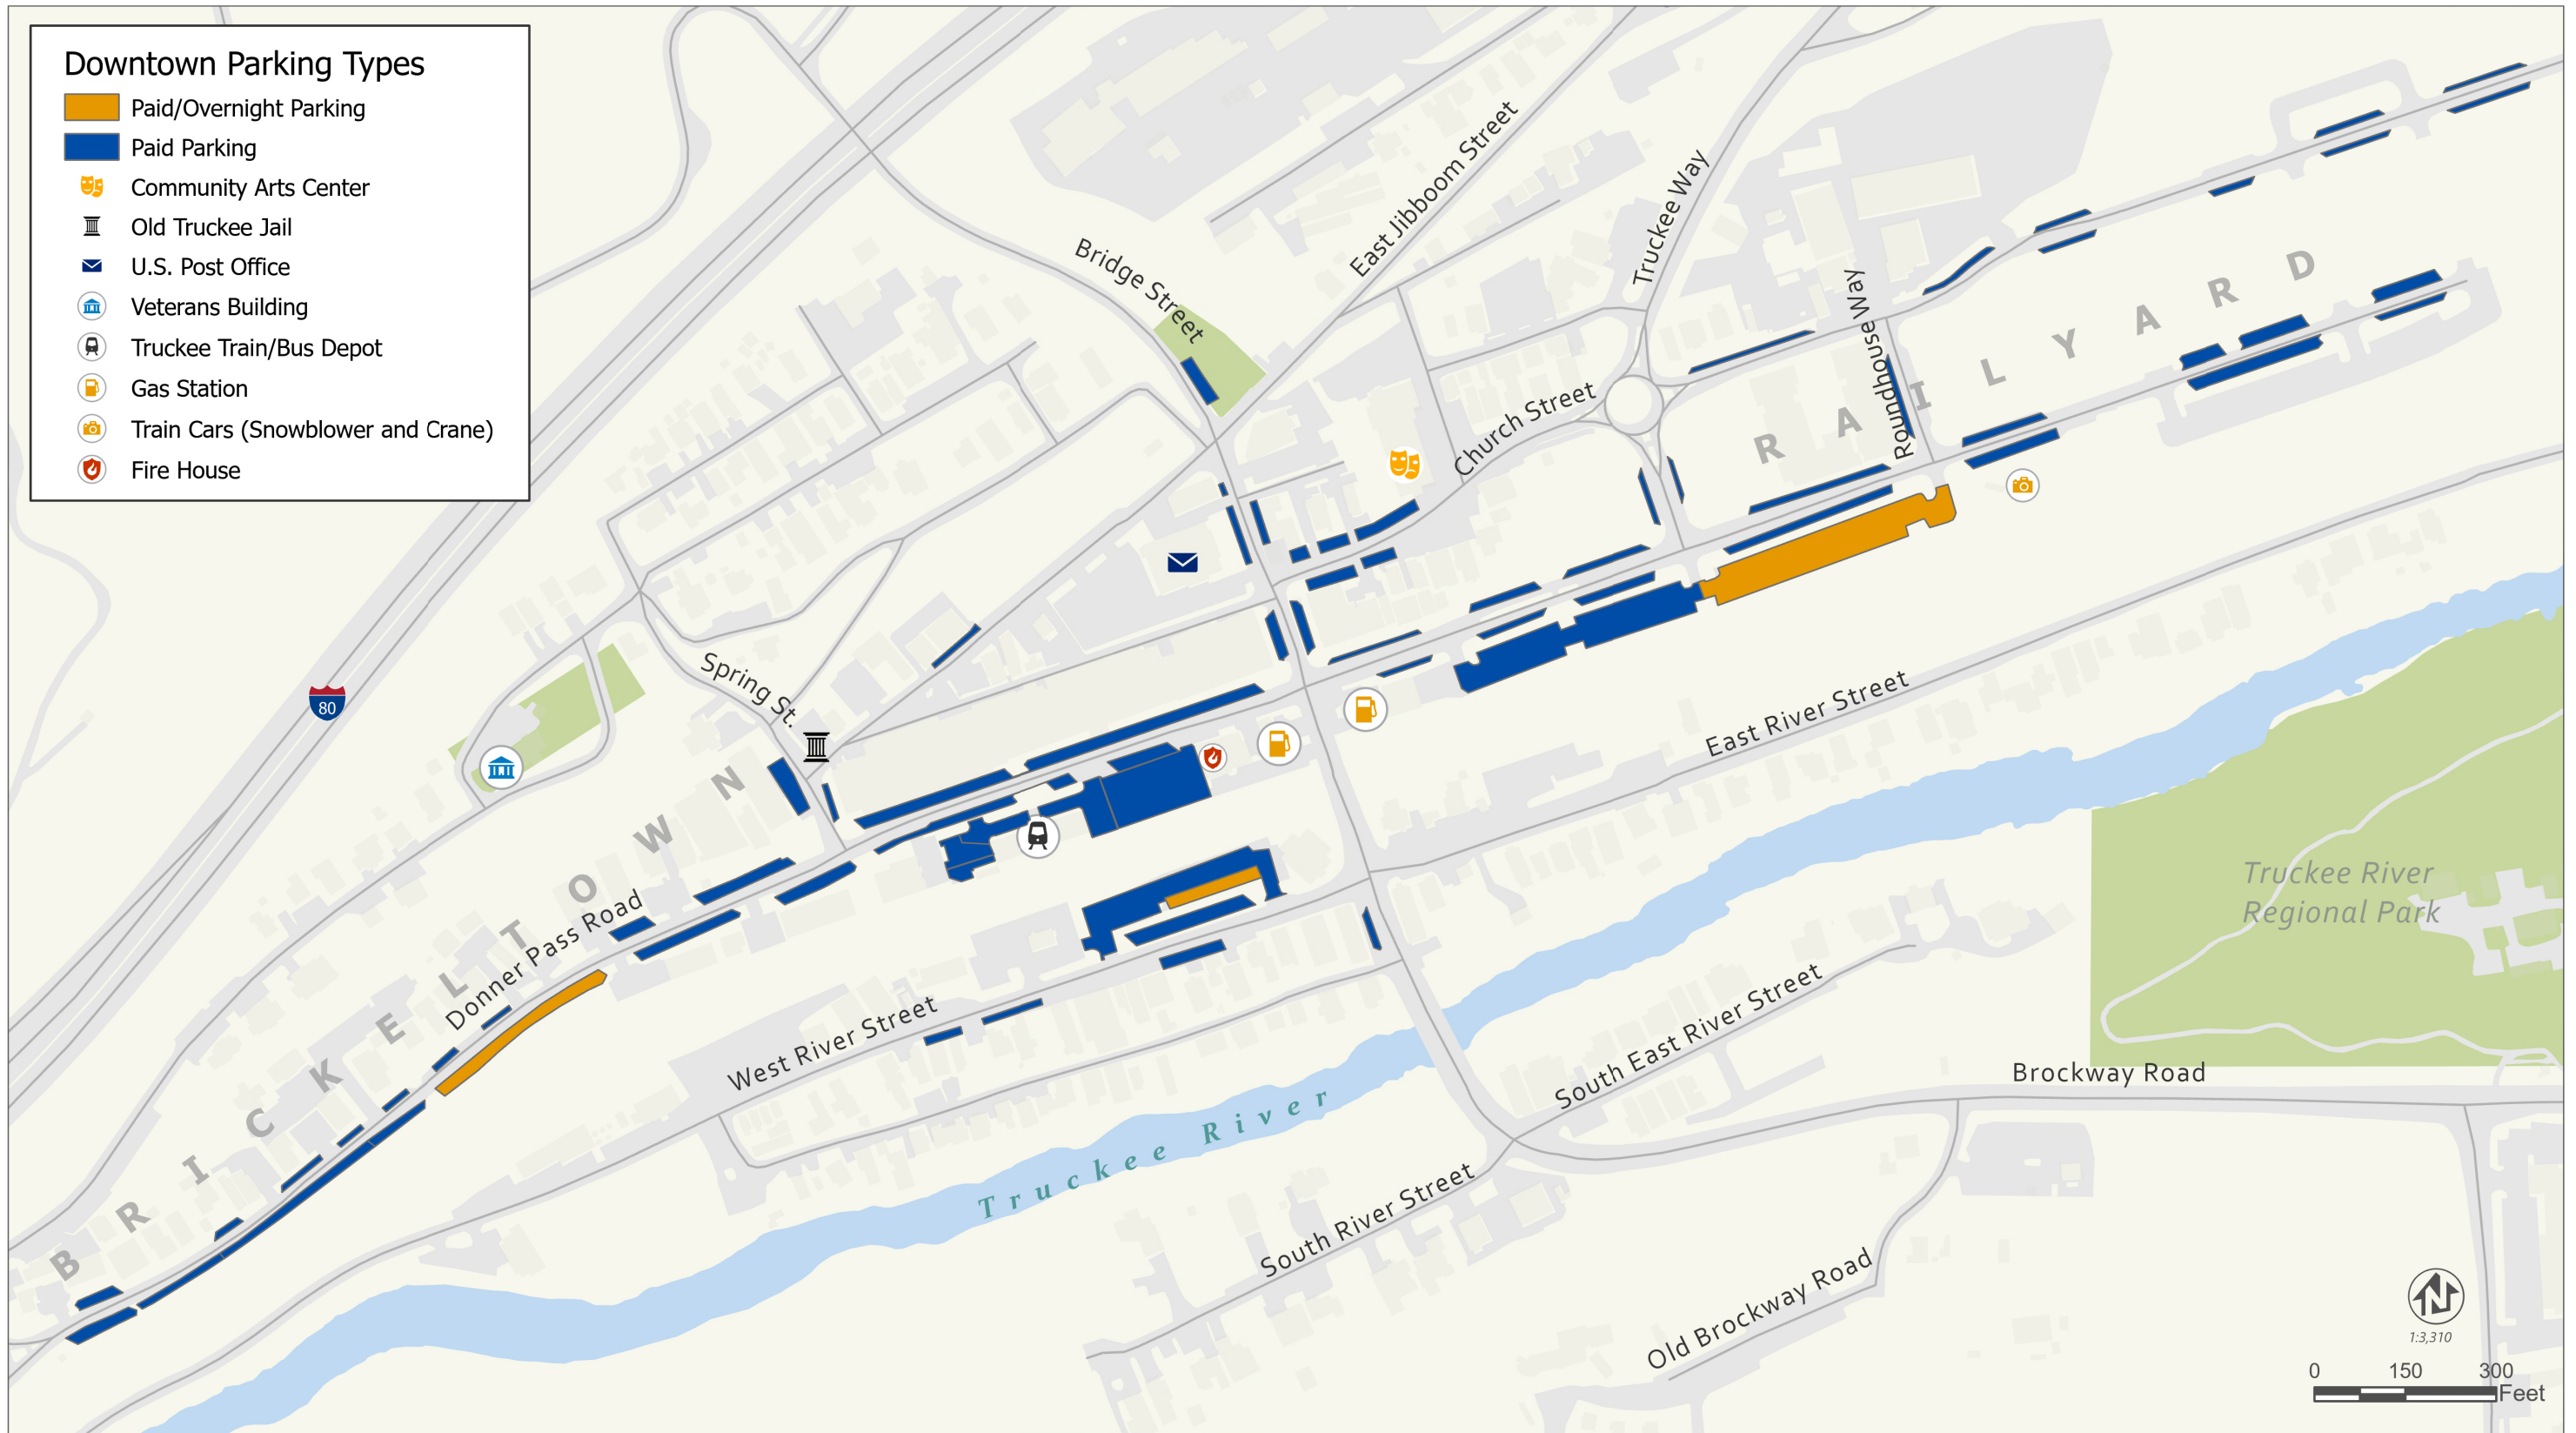 Downtown Parking Types
Paid/Overnight Parking
Paid Parking
Community Arts Center
Old Truckee Jail
U.S. Post Office
Veterans Building
Truckee Train/Bus Depot
Gas Station
Train Cars (Snowblower and Crane)
Fire House
Bridge Street
East Jibboom Street
Truckee Way
Roundhouse Way
RAILYARD
Church Street
Spring St.
80
East River Street
BRICKELTOWN
Donner Pass Road
West River Street
Truckee River
Regional Park
South East River Street
Brockway Road
Truckee River
South River Street
Old Brockway Road
N
1:3,310
0 150 300
Feet